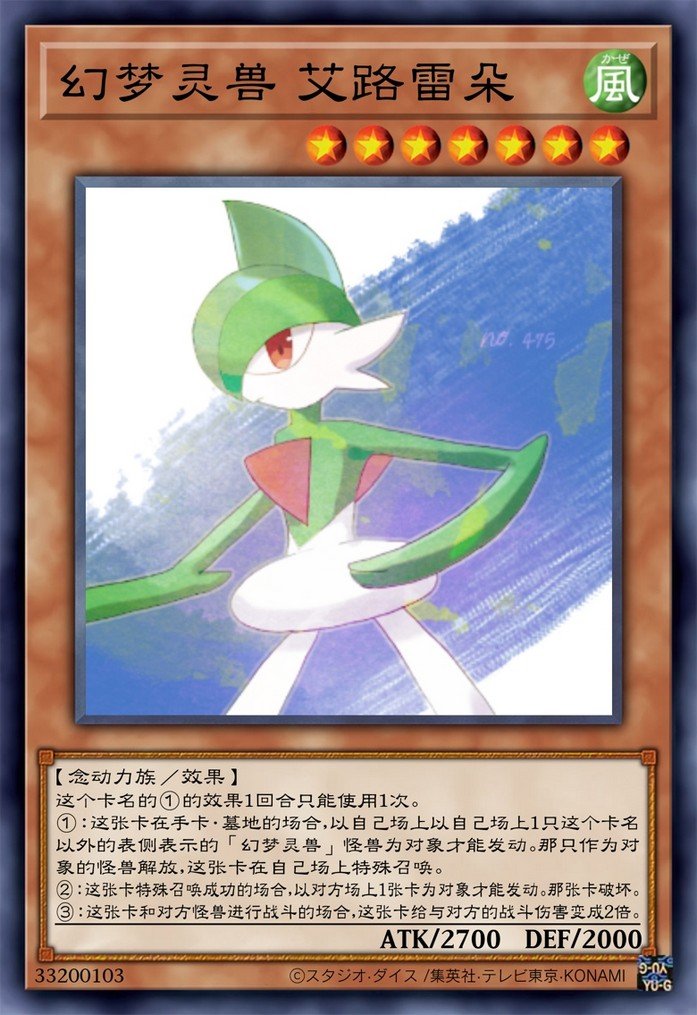 幻梦灵兽 艾路雷朵
かぜ
風
no. 475
【念动力族／效果】
这个卡名的①的效果1回合只能使用1次。
①：这张卡在手卡·墓地的场合，以自己场上以自己场上1只这个卡名
以外的表侧表示的「幻梦灵兽」怪兽为对象才能发动。那只作为对
象的怪兽解放，这张卡在自己场上特殊召唤。
②：这张卡特殊召唤成功的场合，以对方场上1张卡为对象才能发动。那张卡破坏。
③：这张卡和对方怪兽进行战斗的场合，这张卡给与对方的战斗伤害变成2倍。
ATK/2700 DEF/2000
33200103
©スタジオ·ダイス /集英社·テレビ東京·KONAMI
YU-G
YU-G